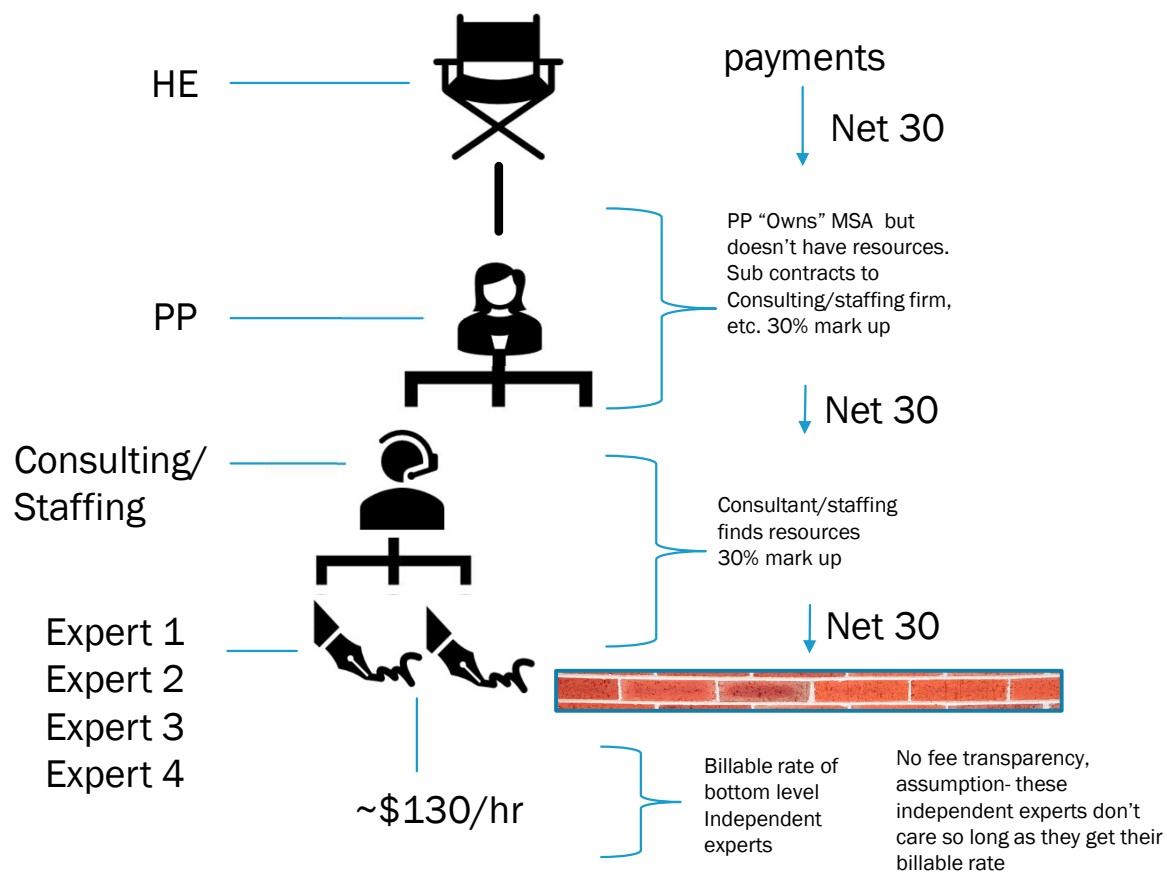 HE
payments
Net 30
PP
PP “Owns” MSA but
doesn’t have resources.
Sub contracts to
Consulting/staffing firm,
etc. 30% mark up
Net 30
Consulting/
Staffing
Consultant/staffing
finds resources
30% mark up
Net 30
Expert 1
Expert 2
Expert 3
Expert 4
~$130/hr
Billable rate of
bottom level
Independent
experts
No fee transparency,
assumption- these
independent experts don’t
care so long as they get their
billable rate